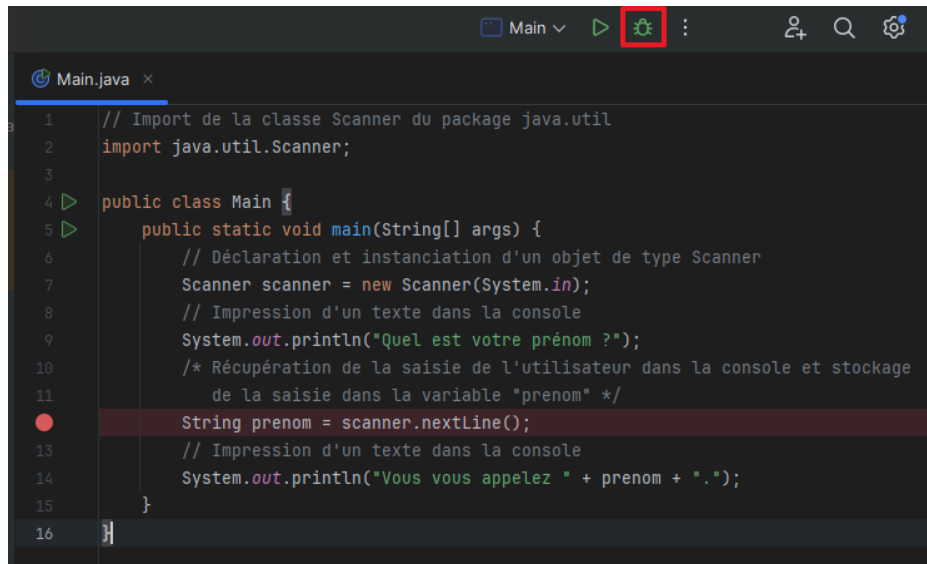 Main
Main.java
1 // Import de la classe Scanner du package java.util
2 import java.util.Scanner;
3
4 public class Main {
5 public static void main(String[] args) {
6 // Déclaration et instanciation d'un objet de type Scanner
7 Scanner scanner = new Scanner(System.in);
8 // Impression d'un texte dans la console
9 System.out.println("Quel est votre prénom ?");
10 /* Récupération de la saisie de l'utilisateur dans la console et stockage
11 de la saisie dans la variable "prenom" */
String prenom = scanner.nextLine();
13 // Impression d'un texte dans la console
14 System.out.println("Vous vous appelez " + prenom + ".");
15 }
16 }